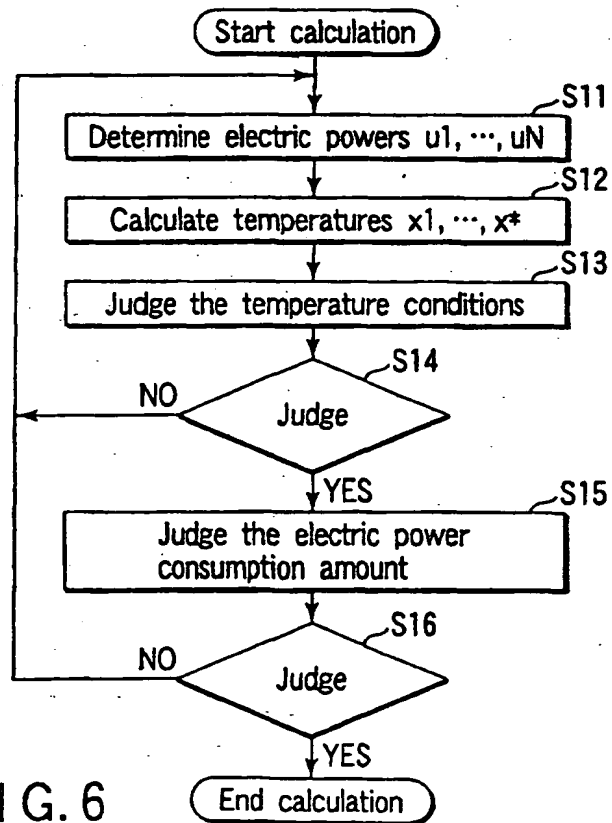 Start calculation
S11
Determine electric powers u1, ···, uN
S12
Calculate temperatures x1, ···, x*
S13
Judge the temperature conditions
S14
NO
Judge
YES
S15
Judge the electric power
consumption amount
S16
NO
Judge
YES
I G. 6
End calculation